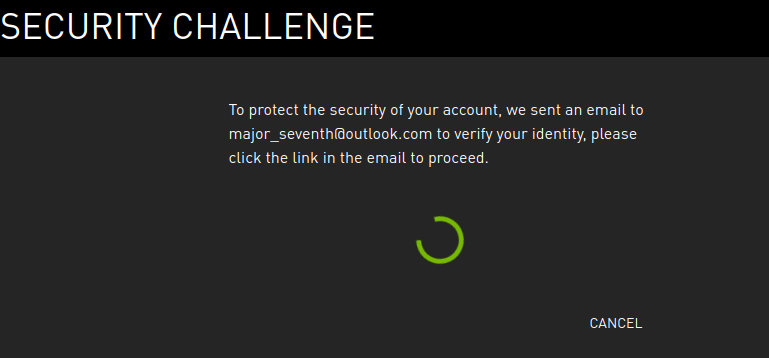 SECURITY CHALLENGE
To protect the security of your account, we sent an email to
major_seventh@outlook.com to verify your identity, please
click the link in the email to proceed.
CANCEL